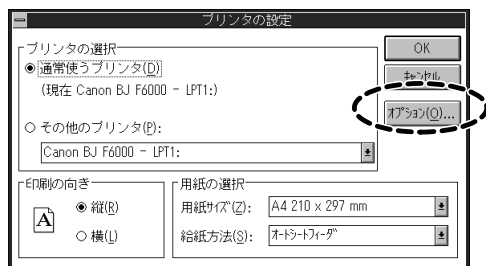 プリンタの設定
プリンタの選択
通常使うプリンタ(D)
(現在 Canon BJ F6000 - LPT1:)
その他のプリンタ(P):
Canon BJ F6000 - LPT1:
OK
キャンセル
オプション(O)...
印刷の向き
A
縦(R)
横(L)
用紙の選択
用紙サイズ(Z): A4 210 x 297 mm
給紙方法(S): オートシートフィーダ